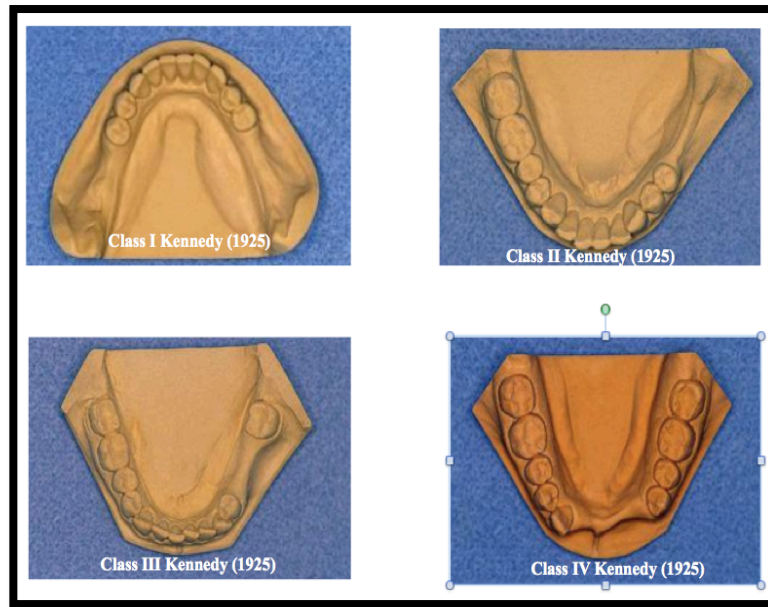 Class I Kennedy (1925)
Class II Kennedy (1925)
Class III Kennedy (1925)
Class IV Kennedy (1925)